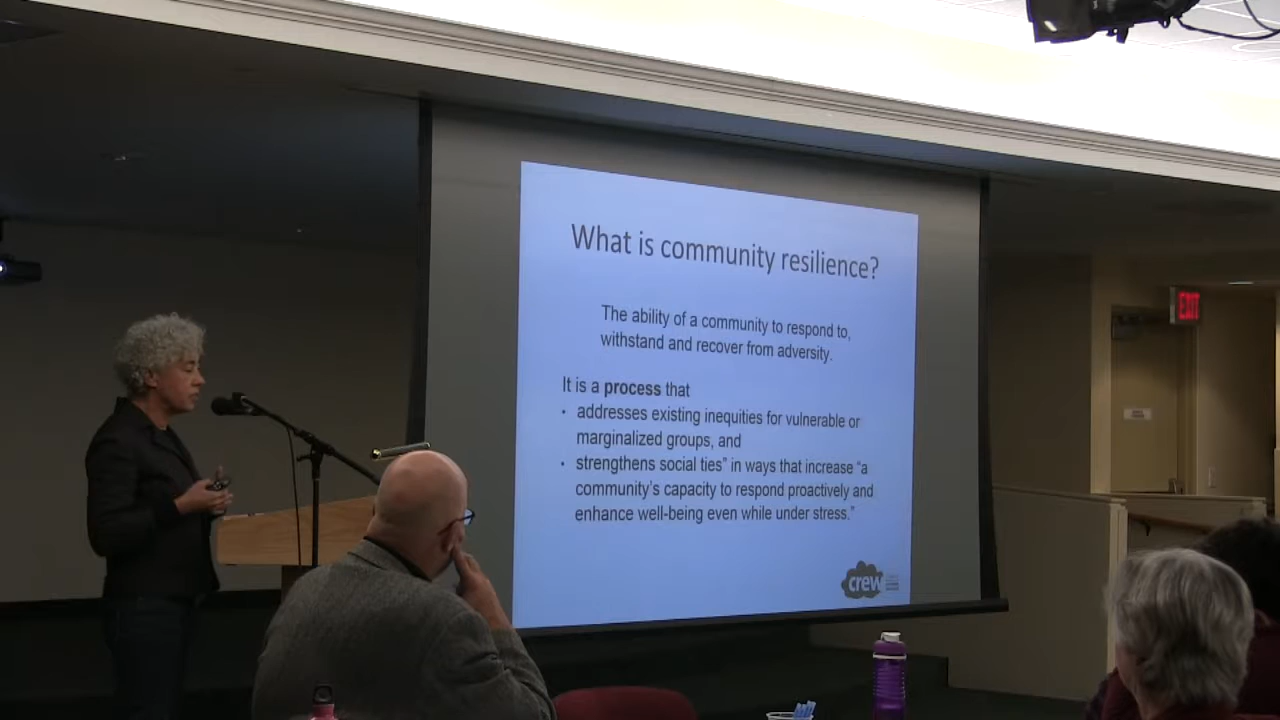 What is community resilience?
The ability of a community to respond to,
withstand and recover from adversity.
It is a process that
• addresses existing inequities for vulnerable or
marginalized groups, and
• strengthens social ties” in ways that increase “a
community’s capacity to respond proactively and
enhance well-being even while under stress.”
crew
EXIT